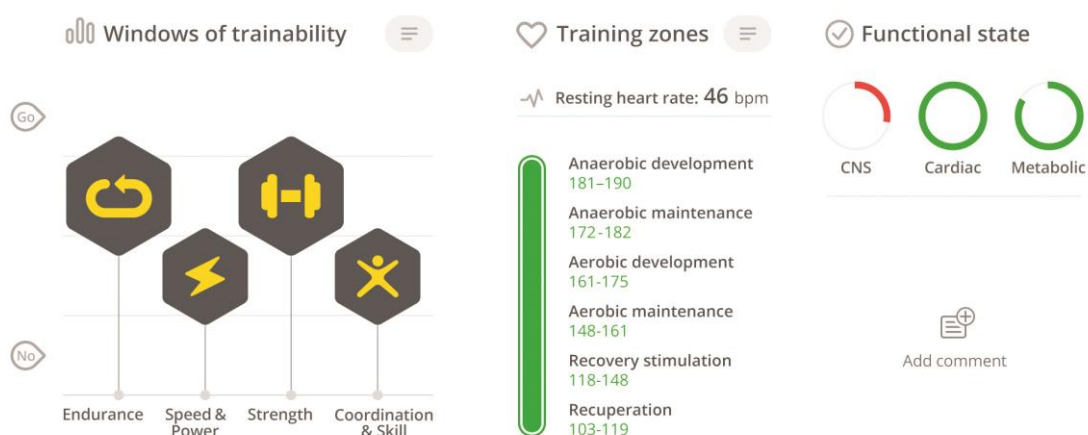 Windows of trainability
Go
No
Endurance
Speed &
Power
Strength
Coordination
& Skill
Training zones
Resting heart rate: 46 bpm
Anaerobic development
181–190
Anaerobic maintenance
172-182
Aerobic development
161-175
Aerobic maintenance
148-161
Recovery stimulation
118-148
Recuperation
103-119
Functional state
CNS
Cardiac
Metabolic
Add comment